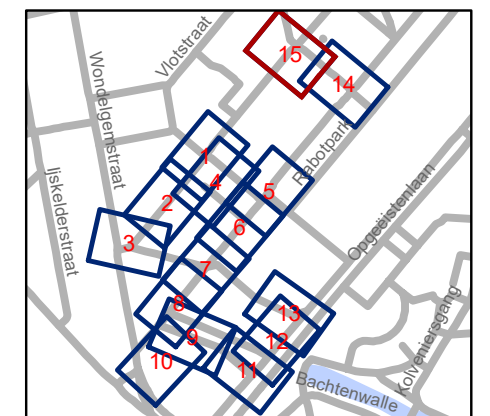 Vlotstraat
15
14
Wondelgemstraat
Rabotpark
1
4
5
2
Ijskelderstraat
Opgeëistenlaan
6
3
7
8
13
9
12
10
11
Kolveniersgang
Bachtenwalle